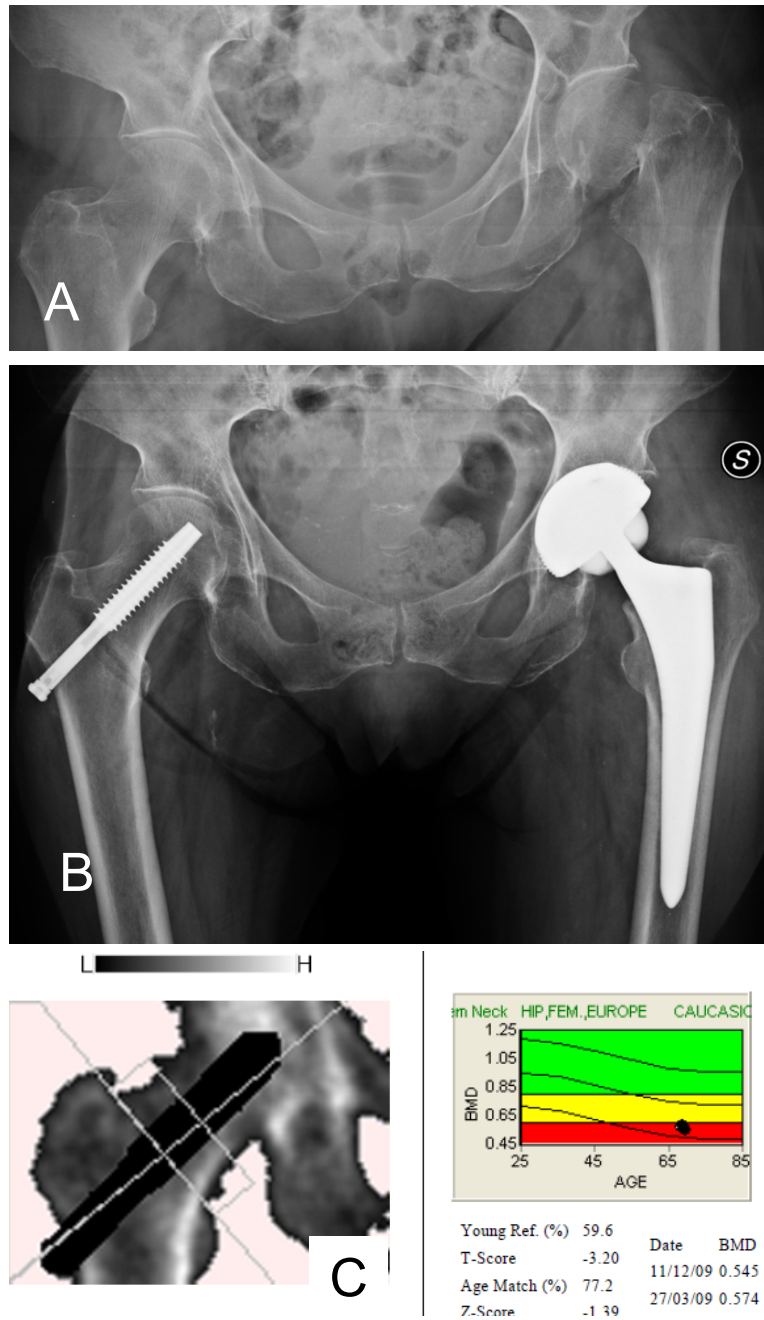 A
S
B
L H
em Neck HIP,FEM.,EUROPE CAUCASIC
1.25
1.05
0.85
0.65
0.45
BMD
25 45 65 85
AGE
Young Ref. (%) 59.6
T-Score -3.20
Age Match (%) 77.2
Z-Score -1.39
Date BMD
11/12/09 0.545
27/03/09 0.574
C